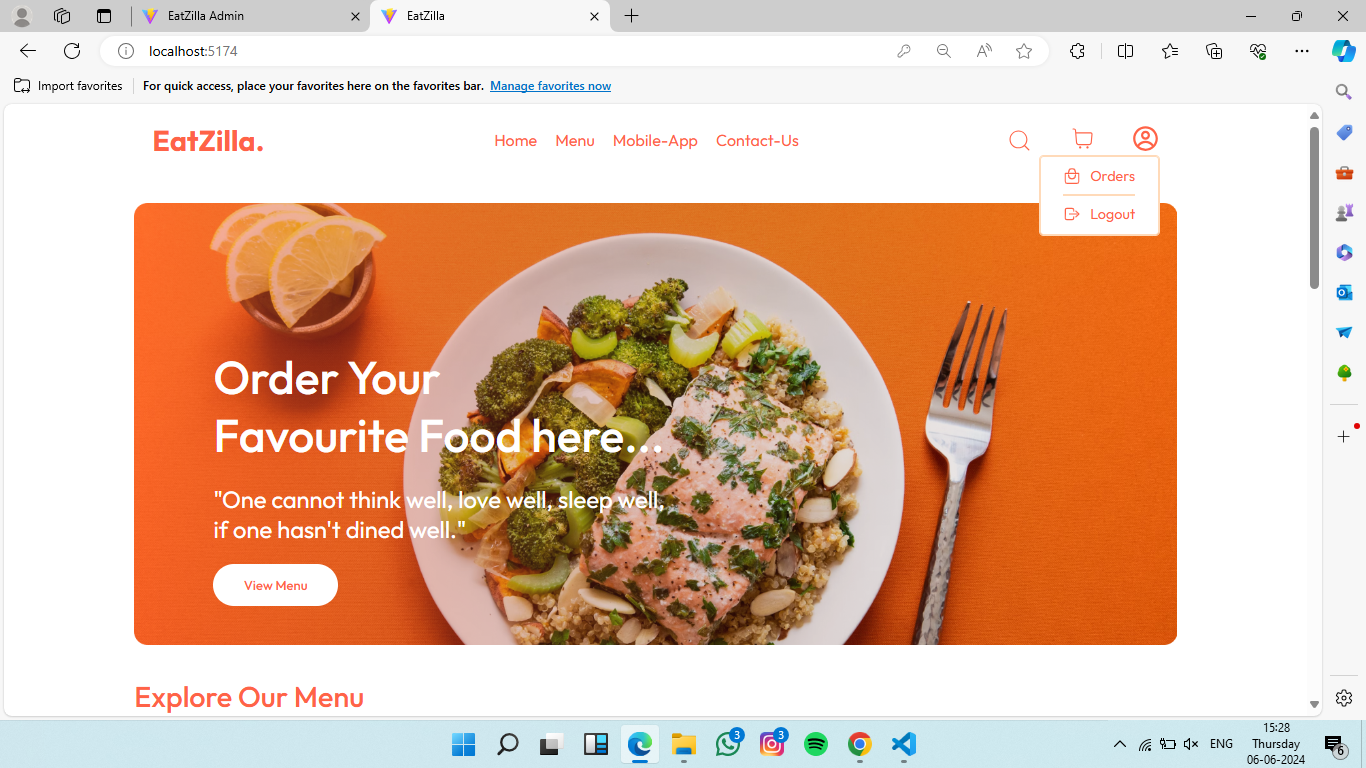 EatZilla Admin
EatZilla
localhost:5174
Import favorites
For quick access, place your favorites here on the favorites bar. Manage favorites now
EatZilla.
Home Menu Mobile-App Contact-Us
Orders
Logout
Order Your
Favourite Food here...
"One cannot think well, love well, sleep well,
if one hasn't dined well."
View Menu
Explore Our Menu
3
3
ENG
15:28
Thursday
06-06-2024
6